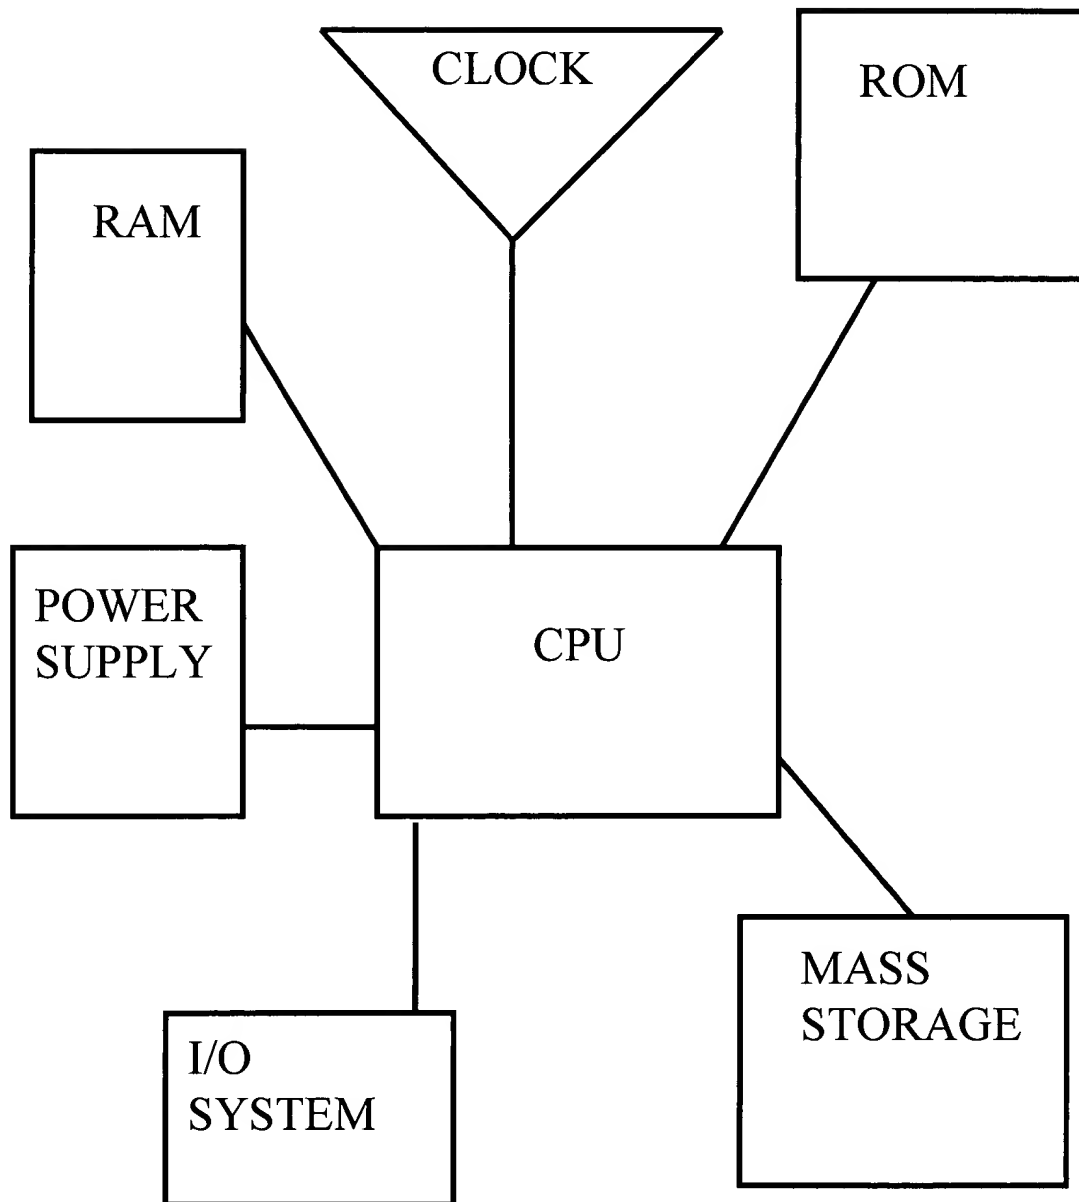 CLOCK
ROM
RAM
POWER
SUPPLY
CPU
MASS
STORAGE
I/O
SYSTEM